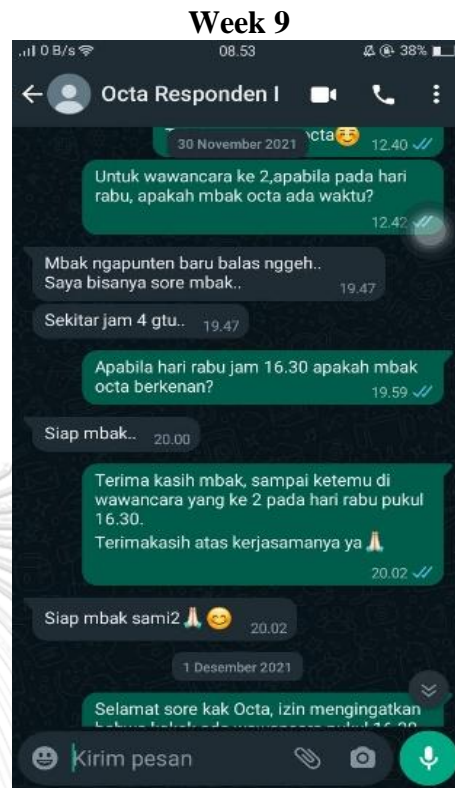 Week 9
0 B/s 08.53 38%
Octa Responden I
30 November 2021
octa😊 12.40
Untuk wawancara ke 2,apabila pada hari
rabu, apakah mbak octa ada waktu?
12.42
Mbak ngapunten baru balas nggeh..
Saya bisanya sore mbak..
19.47
Sekitar jam 4 gtu.. 19.47
Apabila hari rabu jam 16.30 apakah mbak
octa berkenan?
19.59
Siap mbak.. 20.00
Terima kasih mbak, sampai ketemu di
wawancara yang ke 2 pada hari rabu pukul
16.30.
Terimakasih atas kerjasamanya ya 🙏🏻
20.02
Siap mbak sami2 🙏🏻😊 20.02
1 Desember 2021
Selamat sore kak Octa, izin mengingatkan
Kirim pesan